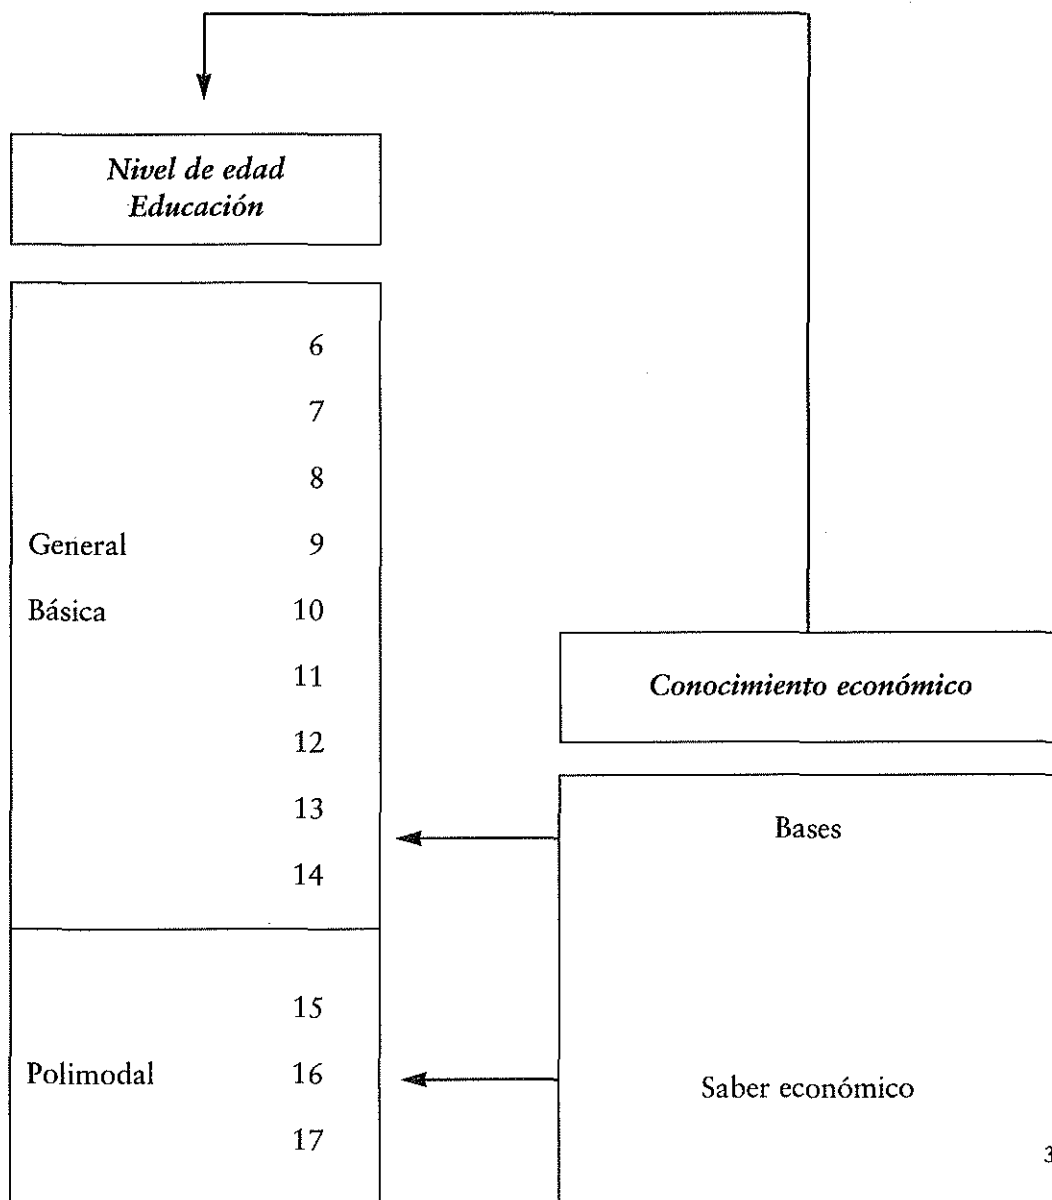 Nivel de edad
Educación
6
7
8
General 9
Básica 10
11
12
13
14
15
Polimodal 16
17
Conocimiento económico
Bases
Saber económico
3